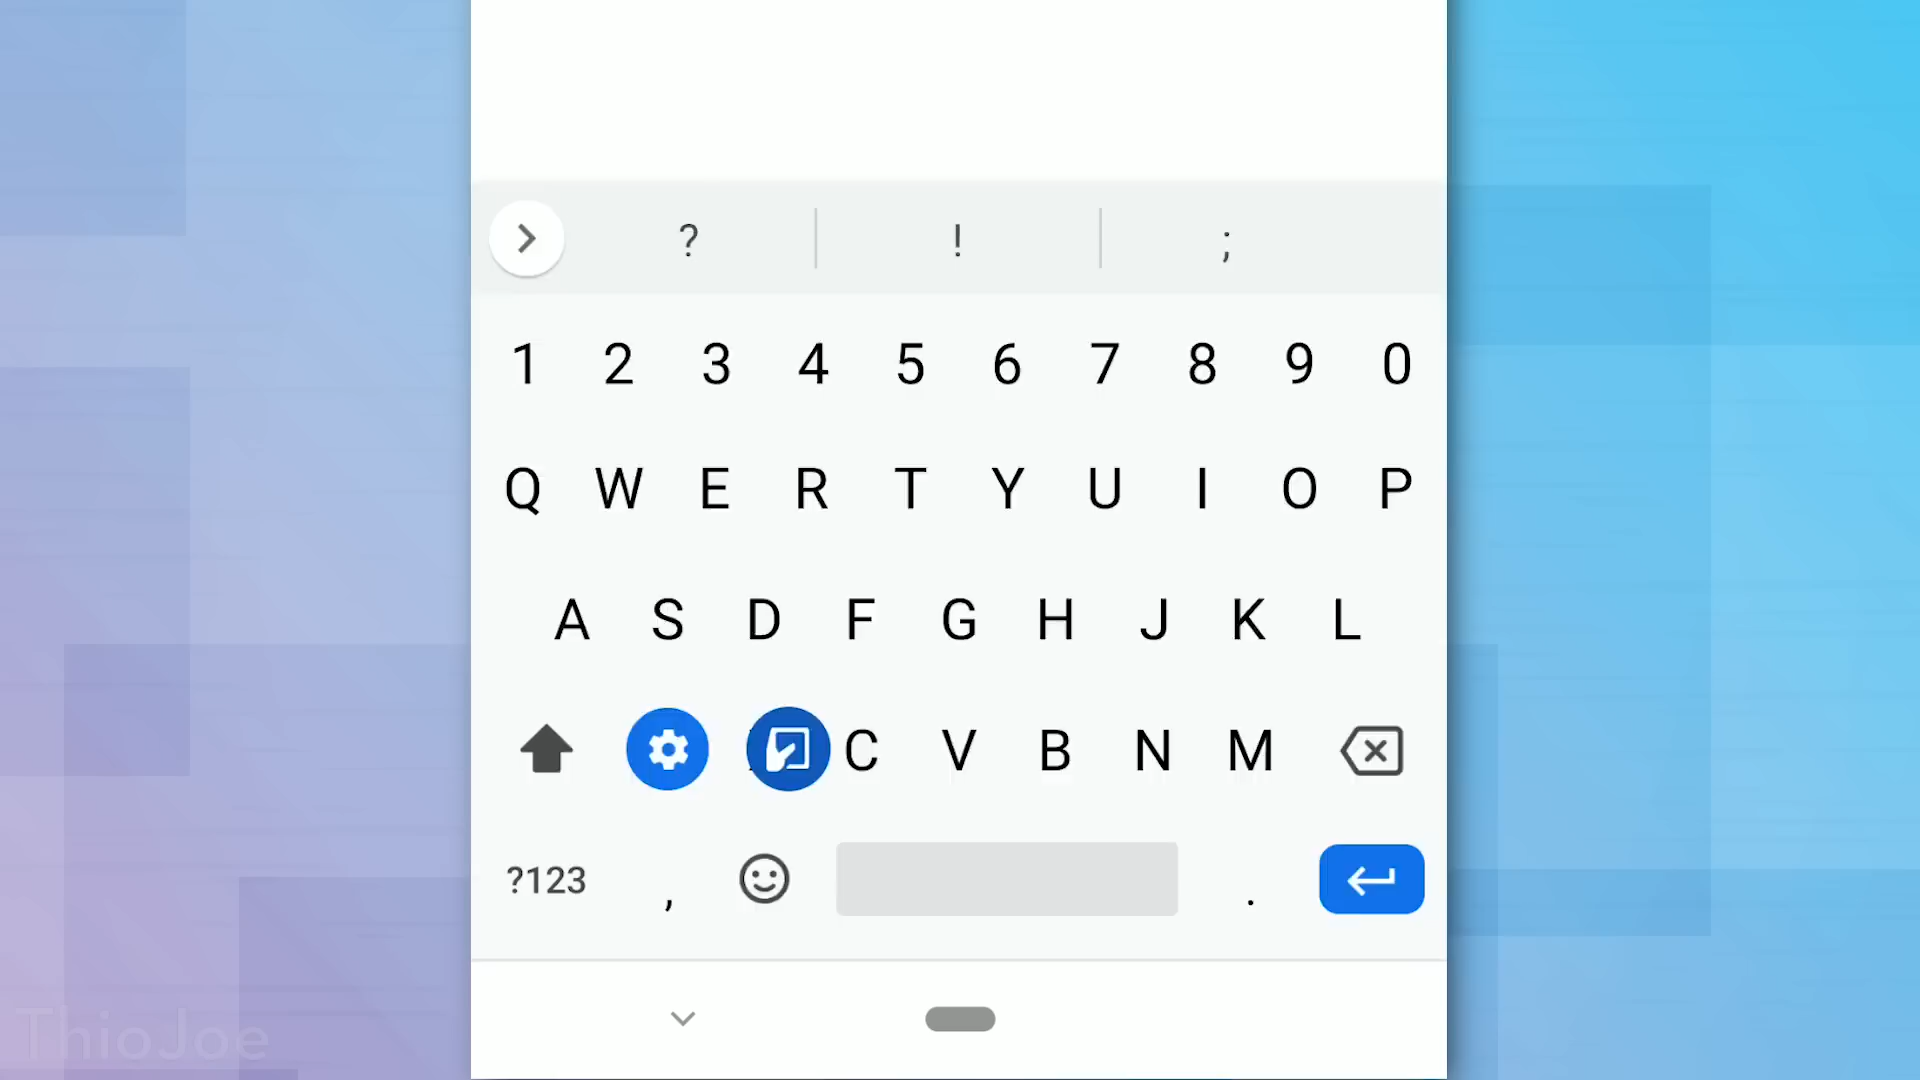 ? ! ;
1 2 3 4 5 6 7 8 9 0
Q W E R T Y U I O P
A S D F G H J K L
C V B N M
?123 , .
ThioJoe